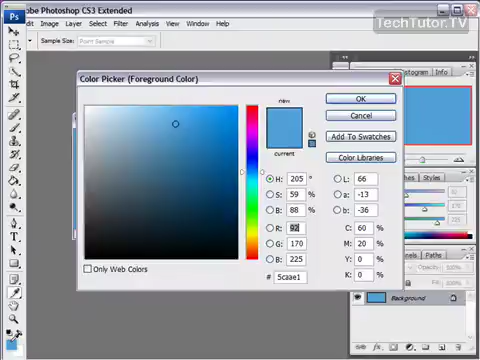 Adobe Photoshop CS3 Extended
TechTutor.TV
Ps
Edit Image Layer Select Filter Analysis View Window Help
Sample Size: Point Sample
Color Picker (Foreground Color)
Histogram Info
new
current
OK
Cancel
Add To Swatches
Color Libraries
H: 205 °
L: 66
S: 59 %
a: -13
B: 88 %
b: -36
R: 92
C: 60 %
G: 170
M: 20 %
B: 225
Y: 0 %
# 5caae1
K: 0 %
Only Web Colors
Styles
Paths
Background